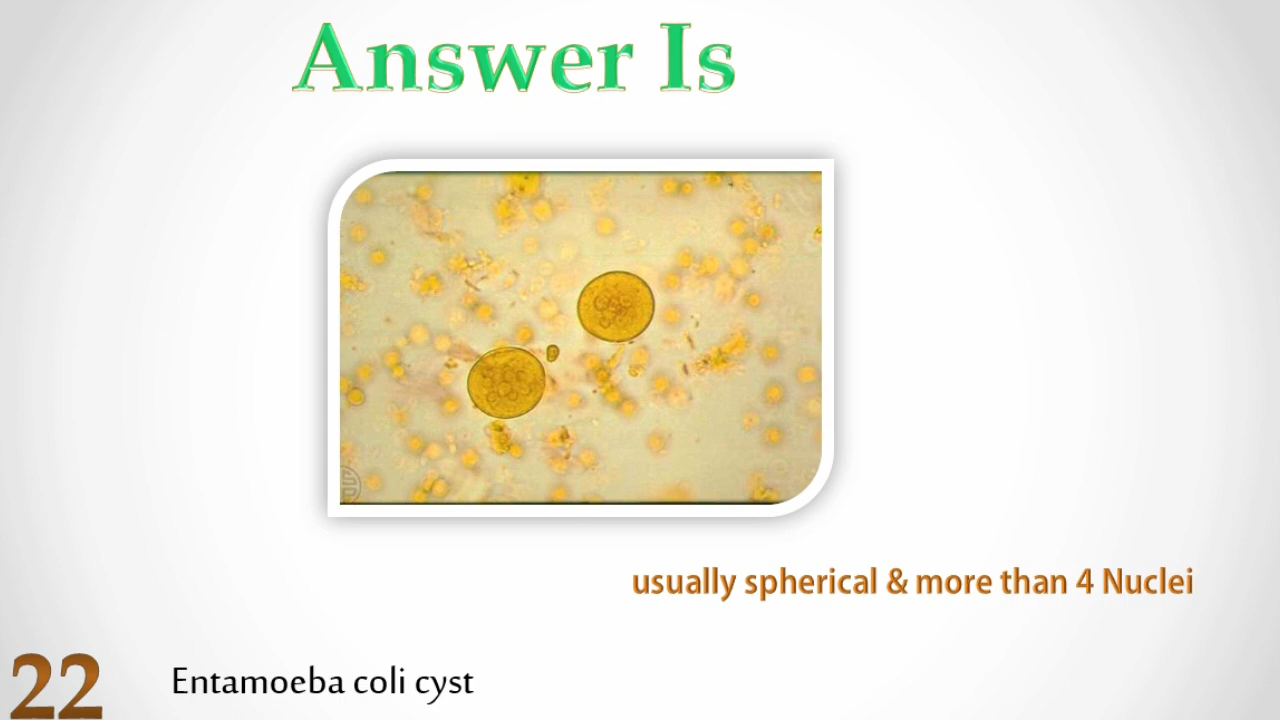 Answer Is
usually spherical & more than 4 Nuclei
22
Entamoeba coli cyst